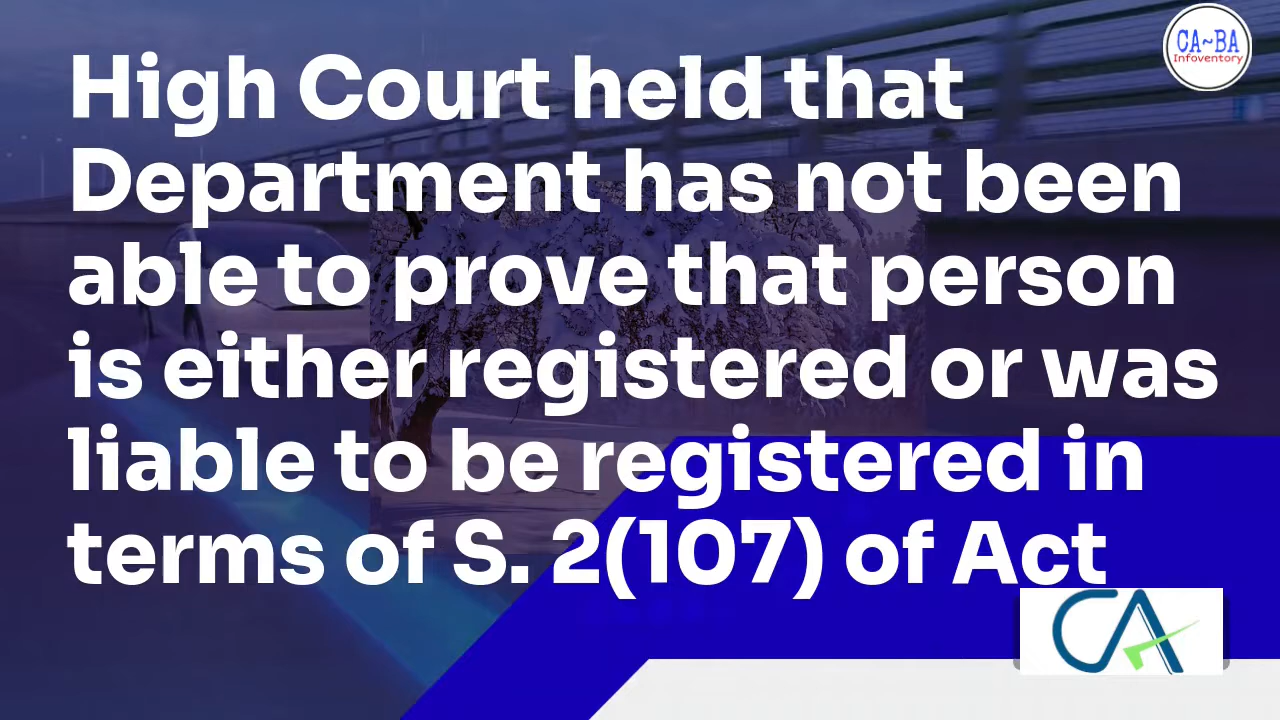 CA~BA
Infoventory
High Court held that
Department has not been
able to prove that person
is either registered or was
liable to be registered in
terms of S. 2(107) of Act
CA